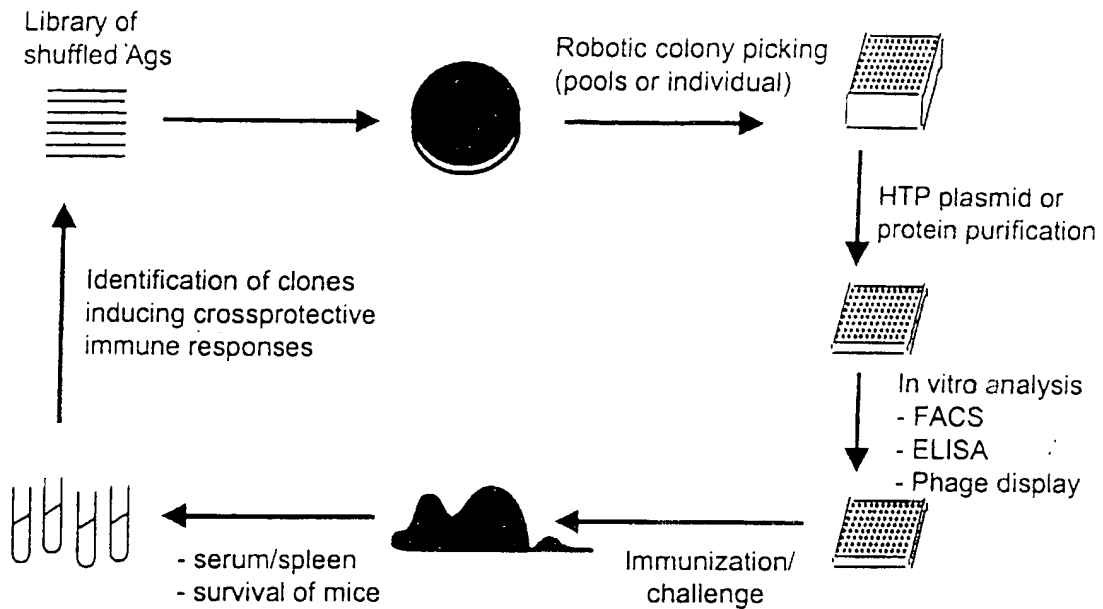 Library of
shuffled Ags
Robotic colony picking
(pools or individual)
HTP plasmid or
protein purification
In vitro analysis
- FACS
- ELISA
- Phage display
Immunization/
challenge
- serum/spleen
- survival of mice
Identification of clones
inducing crossprotective
immune responses